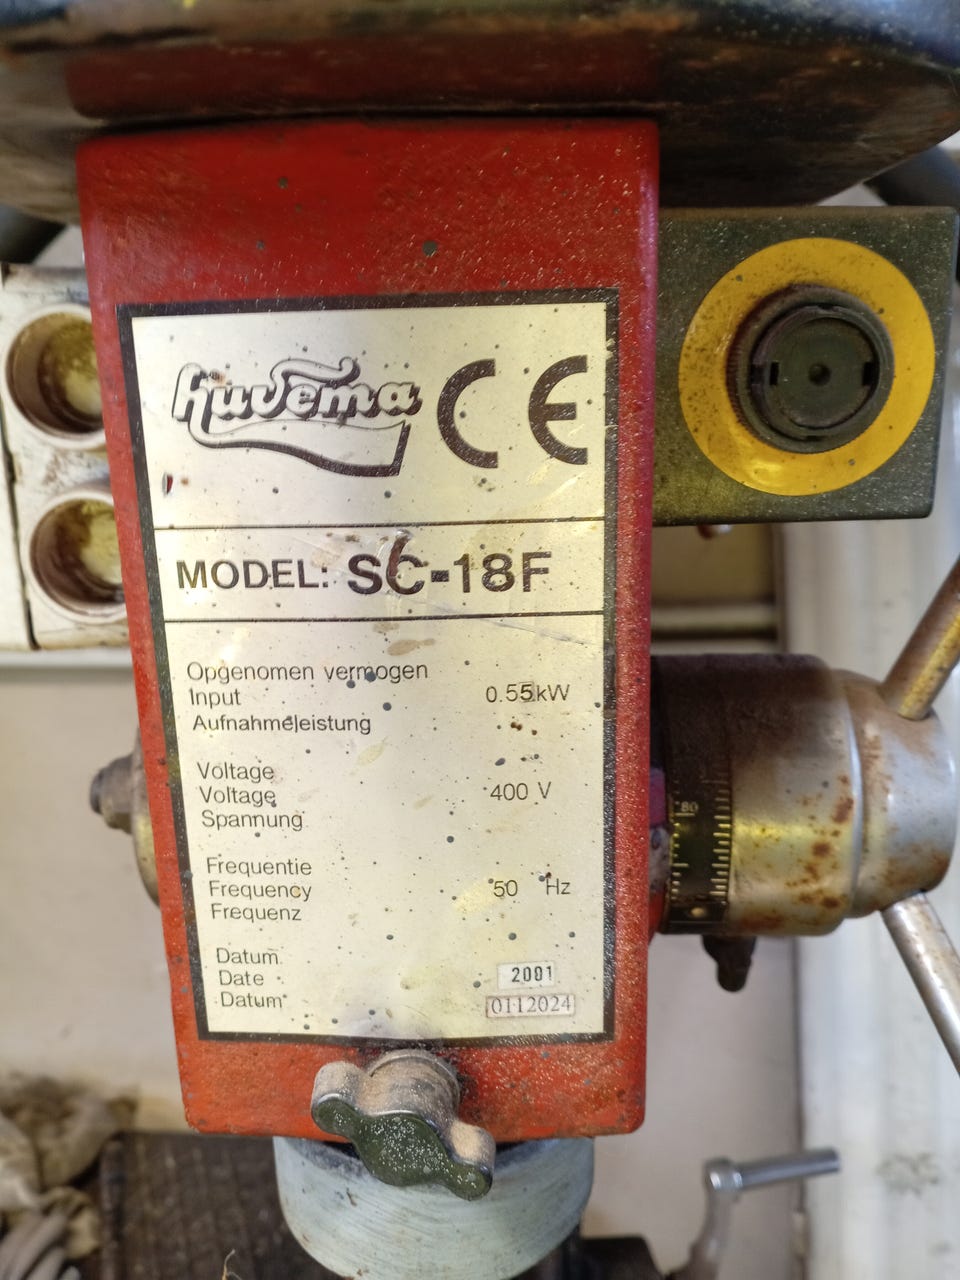 huvema
CE
MODEL: SC-18F
Opgenomen vermogen
Input 0.55kW
Aufnahmeleistung
Voltage
Voltage 400 V
Spannung
Frequentie
Frequency 50 Hz
Frequenz
Datum
Date 2001
Datum 0112024
80